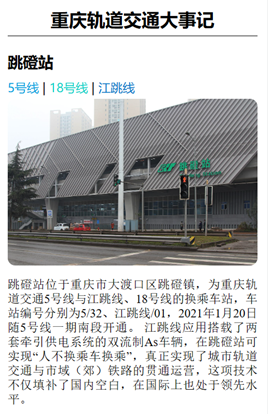 重庆轨道交通大事记
跳磴站
5号线 | 18号线 | 江跳线
跳磴站
跳磴站位于重庆市大渡口区跳磴镇，为重庆轨
道交通5号线与江跳线、18号线的换乘车站，车
站编号分别为5/32、江跳线/01，2021年1月20日
随5号线一期南段开通。 江跳线应用搭载了两
套牵引供电系统的双流制As车辆，在跳磴站可
实现“人不换乘车换乘”，真正实现了城市轨道
交通与市域（郊）铁路的贯通运营，这项技术
不仅填补了国内空白，在国际上也处于领先水
平。